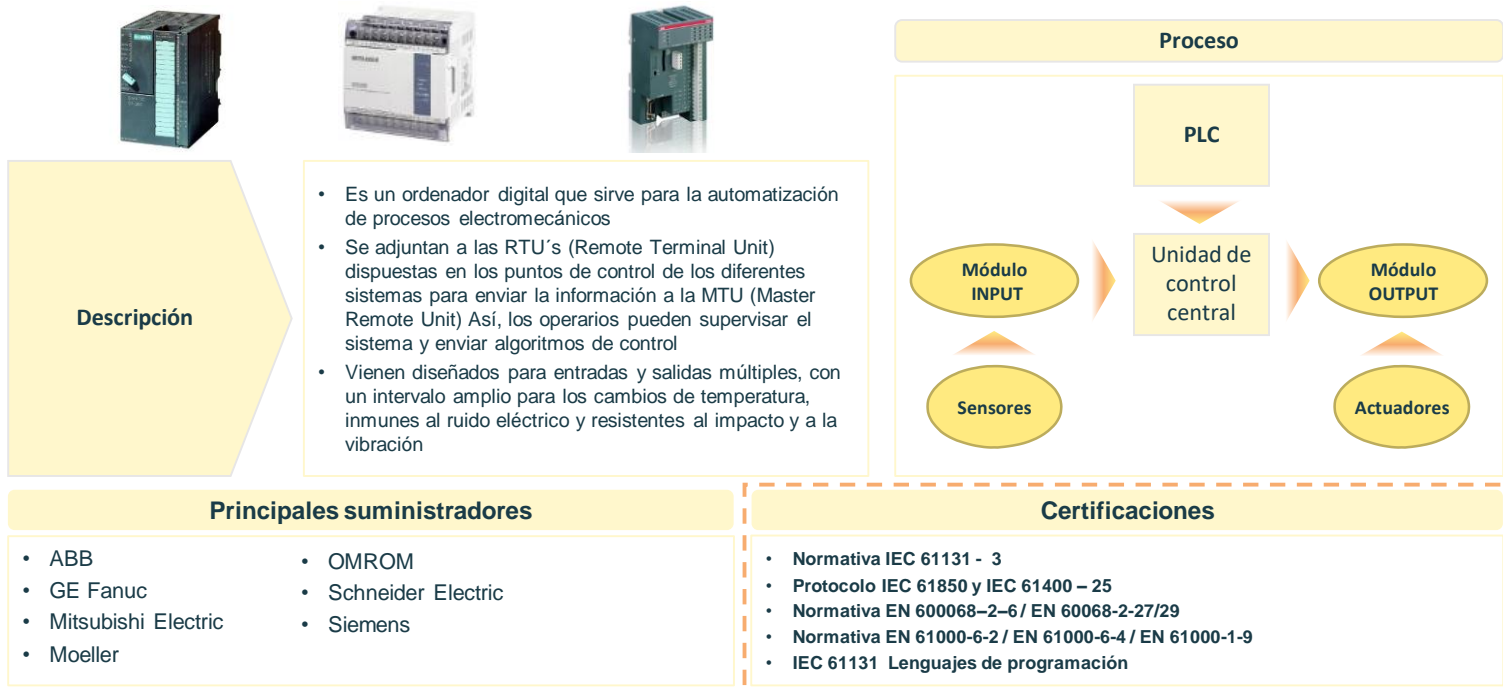 SIEMENS
MITSUBISHI
Proceso
PLC
Módulo
INPUT
Unidad de
control
central
Módulo
OUTPUT
Sensores
Actuadores
Descripción
• Es un ordenador digital que sirve para la automatización
de procesos electromecánicos
• Se adjuntan a las RTU´s (Remote Terminal Unit)
dispuestas en los puntos de control de los diferentes
sistemas para enviar la información a la MTU (Master
Remote Unit) Así, los operarios pueden supervisar el
sistema y enviar algoritmos de control
• Vienen diseñados para entradas y salidas múltiples, con
un intervalo amplio para los cambios de temperatura,
inmunes al ruido eléctrico y resistentes al impacto y a la
vibración
Principales suministradores
• ABB
• GE Fanuc
• Mitsubishi Electric
• Moeller
• OMROM
• Schneider Electric
• Siemens
Certificaciones
• Normativa IEC 61131 - 3
• Protocolo IEC 61850 y IEC 61400 – 25
• Normativa EN 600068–2–6 / EN 60068-2-27/29
• Normativa EN 61000-6-2 / EN 61000-6-4 / EN 61000-1-9
• IEC 61131 Lenguajes de programación